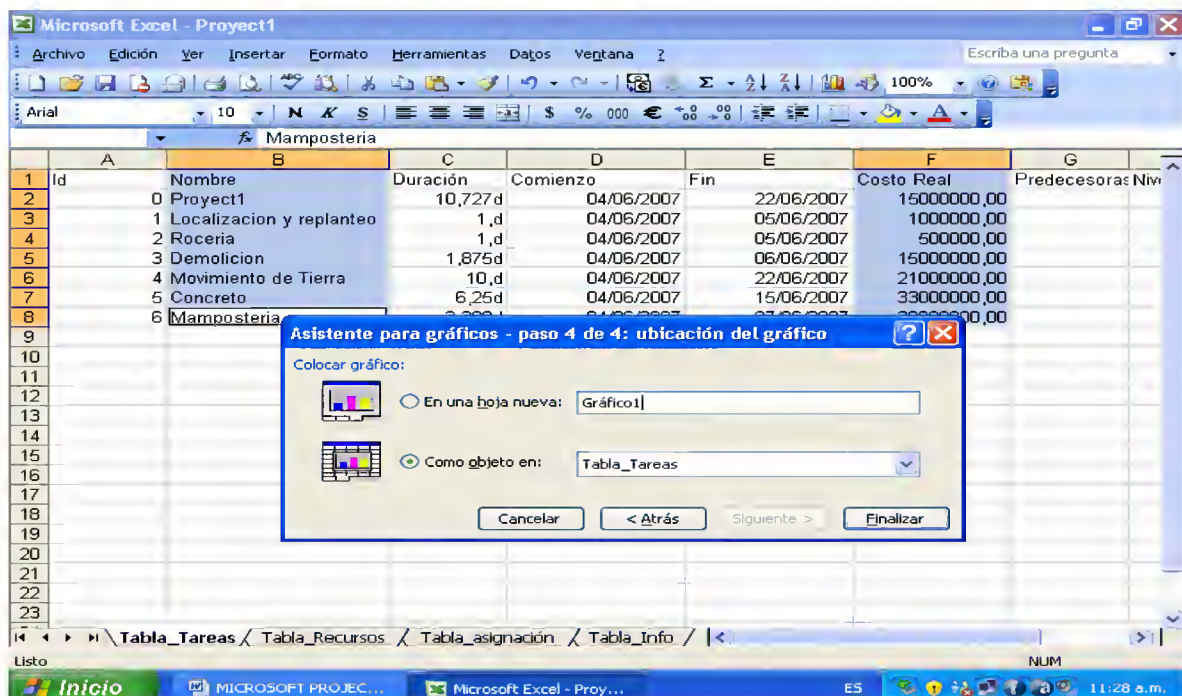 Microsoft Excel - Proyect1
Archivo Edición Ver Insertar Formato Herramientas Datos Ventana ? Escriba una pregunta
Σ 100%
Arial 10 N K S $ % 000 €
fx Mamposteria
A B C D E F G
1 Id Nombre Duración Comienzo Fin Costo Real Predecesoras
2 0 Proyect1 10,727d 04/06/2007 22/06/2007 15000000,00
3 1 Localizacion y replanteo 1,d 04/06/2007 05/06/2007 1000000,00
4 2 Roceria 1,d 04/06/2007 05/06/2007 500000,00
5 3 Demolicion 1,875d 04/06/2007 06/06/2007 15000000,00
6 4 Movimiento de Tierra 10,d 04/06/2007 22/06/2007 21000000,00
7 5 Concreto 6,25d 04/06/2007 15/06/2007 33000000,00
8 6 Mamposteria
9
Asistente para gráficos - paso 4 de 4: ubicación del gráfico
10
Colocar gráfico:
11
12
En una hoja nueva: Gráfico1
13
14
15
Como objeto en: Tabla_Tareas
16
17
18
Cancelar < Atrás Siguiente > Finalizar
19
20
21
22
23
Tabla_Tareas / Tabla_Recursos / Tabla_asignación / Tabla_Info /
Listo NUM
Inicio MICROSOFT PROJEC... Microsoft Excel - Proy... ES 11:28 a.m.